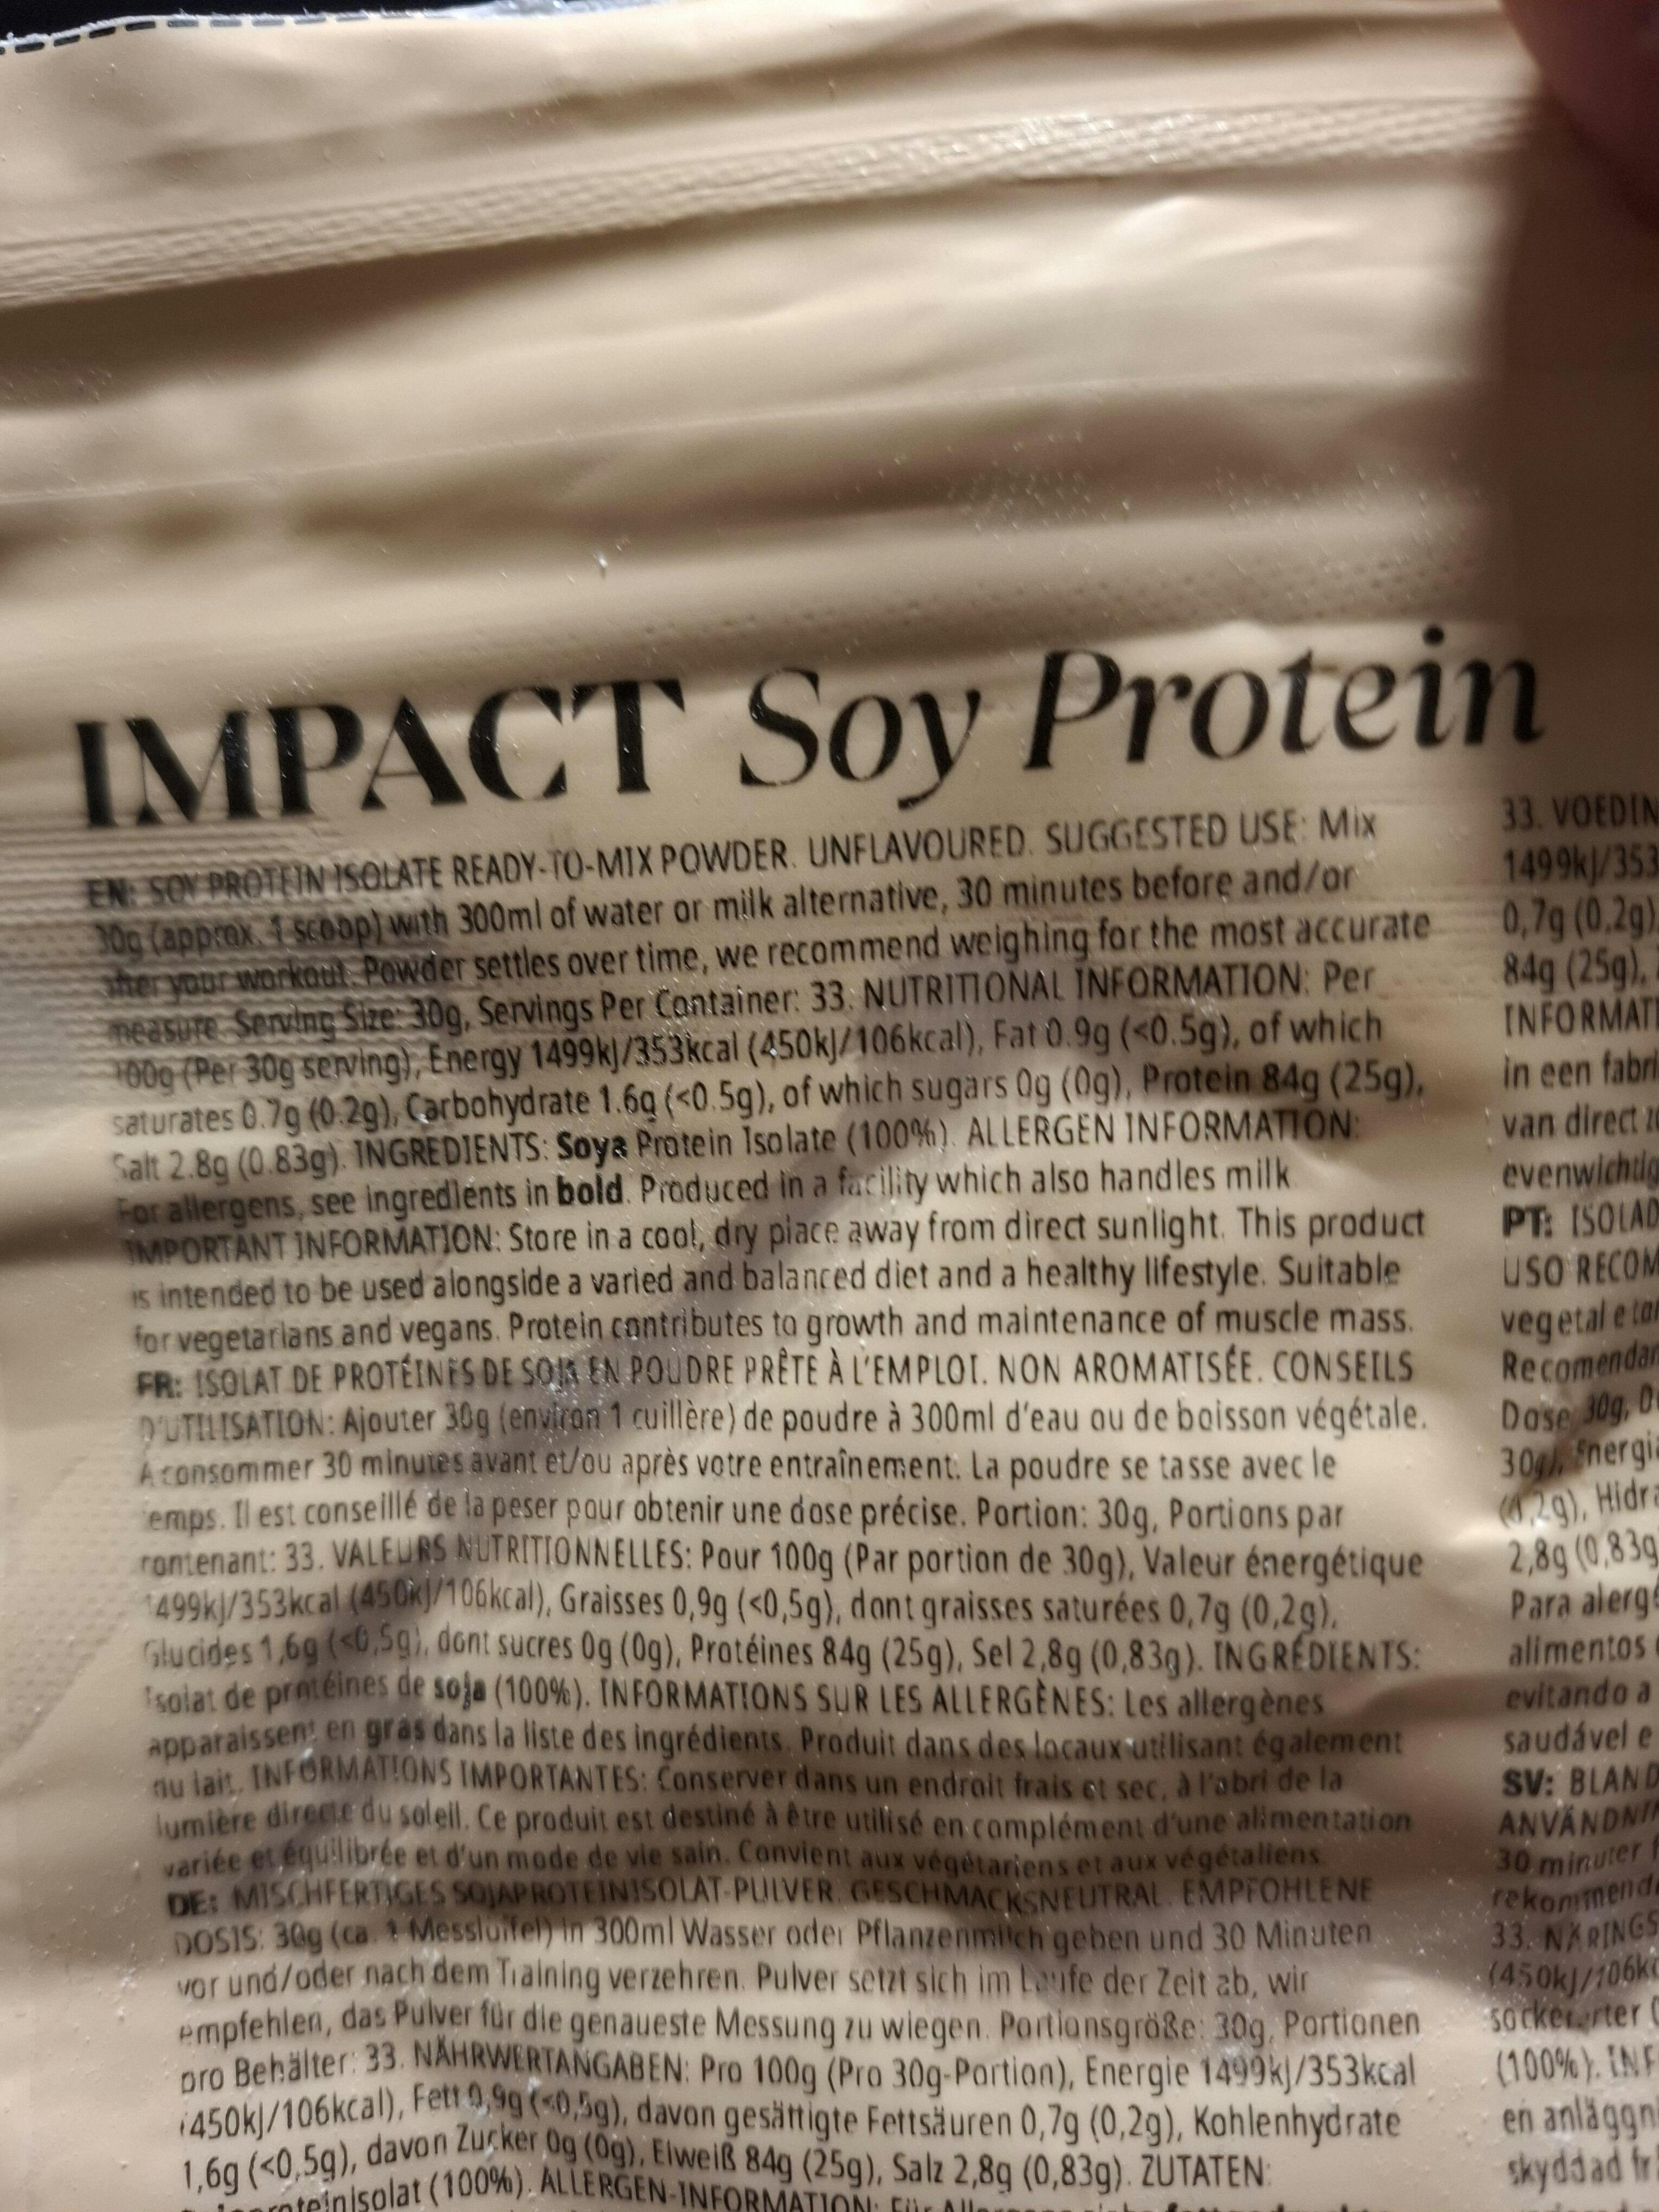 IMPACT Soy Protein
EN: SOY PROTEIN ISOLATE READY-TO-MIX POWDER. UNFLAVOURED. SUGGESTED USE: Mix
30g (approx. 1 scoop) with 300ml of water or milk alternative, 30 minutes before and/or
after your workout. Powder settles over time, we recommend weighing for the most accurate
measure. Serving Size: 30g, Servings Per Container: 33. NUTRITIONAL INFORMATION: Per
100g (Per 30g serving), Energy 1499kJ/353kcal (450kJ/106kcal), Fat 0.9g (<0.5g), of which
saturates 0.7g (0.2g), Carbohydrate 1.6g (<0.5g), of which sugars 0g (0g), Protein 84g (25g),
Salt 2.8g (0.83g). INGREDIENTS: Soya Protein Isolate (100%). ALLERGEN INFORMATION:
For allergens, see ingredients in bold. Produced in a facility which also handles milk
IMPORTANT INFORMATION: Store in a cool, dry place away from direct sunlight. This product
is intended to be used alongside a varied and balanced diet and a healthy lifestyle. Suitable
for vegetarians and vegans. Protein contributes to growth and maintenance of muscle mass.
FR: ISOLAT DE PROTÉINES DE SOJA EN POUDRE PRÊTE À L'EMPLOI. NON AROMATISÉE. CONSEILS
D'UTILISATION: Ajouter 30g (environ 1 cuillère) de poudre à 300ml d'eau ou de boisson végétale.
A consommer 30 minutes avant et/ou après votre entraînement. La poudre se tasse avec le
temps. Il est conseillé de la peser pour obtenir une dose précise. Portion: 30g, Portions par
contenant: 33. VALEURS NUTRITIONNELLES: Pour 100g (Par portion de 30g), Valeur énergétique
1499kJ/353kcal (450kJ/106kcal), Graisses 0,9g (<0,5g), dont graisses saturées 0,7g (0,2g),
Glucides 1,6g (<0,5g), dont sucres 0g (0g), Protéines 84g (25g), Sel 2,8g (0,83g). INGRÉDIENTS:
Isolat de protéines de soja (100%). INFORMATIONS SUR LES ALLERGÈNES: Les allergènes
apparaissent en gras dans la liste des ingrédients. Produit dans des locaux utilisant également
du lait. INFORMATIONS IMPORTANTES: Conserver dans un endroit frais et sec, à l'abri de la
lumière directe du soleil. Ce produit est destiné à être utilisé en complément d'une alimentation
variée et équilibrée et d'un mode de vie sain. Convient aux végétariens et aux végétaliens.
DE: MISCHFERTIGES SOJAPROTEINISOLAT-PULVER. GESCHMACKSNEUTRAL. EMPFOHLENE
DOSIS: 30g (ca. 1 Messlöffel) in 300ml Wasser oder Pflanzenmilch geben und 30 Minuten
vor und/oder nach dem Training verzehren. Pulver setzt sich im Laufe der Zeit ab, wir
empfehlen, das Pulver für die genaueste Messung zu wiegen. Portionsgröße: 30g, Portionen
pro Behälter: 33. NÄHRWERTANGABEN: Pro 100g (Pro 30g-Portion), Energie 1499kJ/353kcal
(450kJ/106kcal), Fett 0,9g (<0,5g), davon gesättigte Fettsäuren 0,7g (0,2g), Kohlenhydrate
1,6g (<0,5g), davon Zucker 0g (0g), Eiweiß 84g (25g), Salz 2,8g (0,83g). ZUTATEN:
(100%). ALLERGEN-INFORMATION: Für
33. VOEDIN
1499kJ/353
0,7g (0,2g)
84g (25g),
INFORMATI
in een fabri
van direct
evenwichtig
PT: ISOLAD
USO RECOM
vegetal e
Recomendam
Dose 30g,
30g), Energi
(0,2g), Hidr
2,8g (0,83g
Para alerg
alimentos
evitando a
saudável e
SV: BLAND
ANVÄNDNI
30 minuter
rekommend
33. NÄRINGS
(450kJ/106k
(100%). INF
en anläggn
skyddad